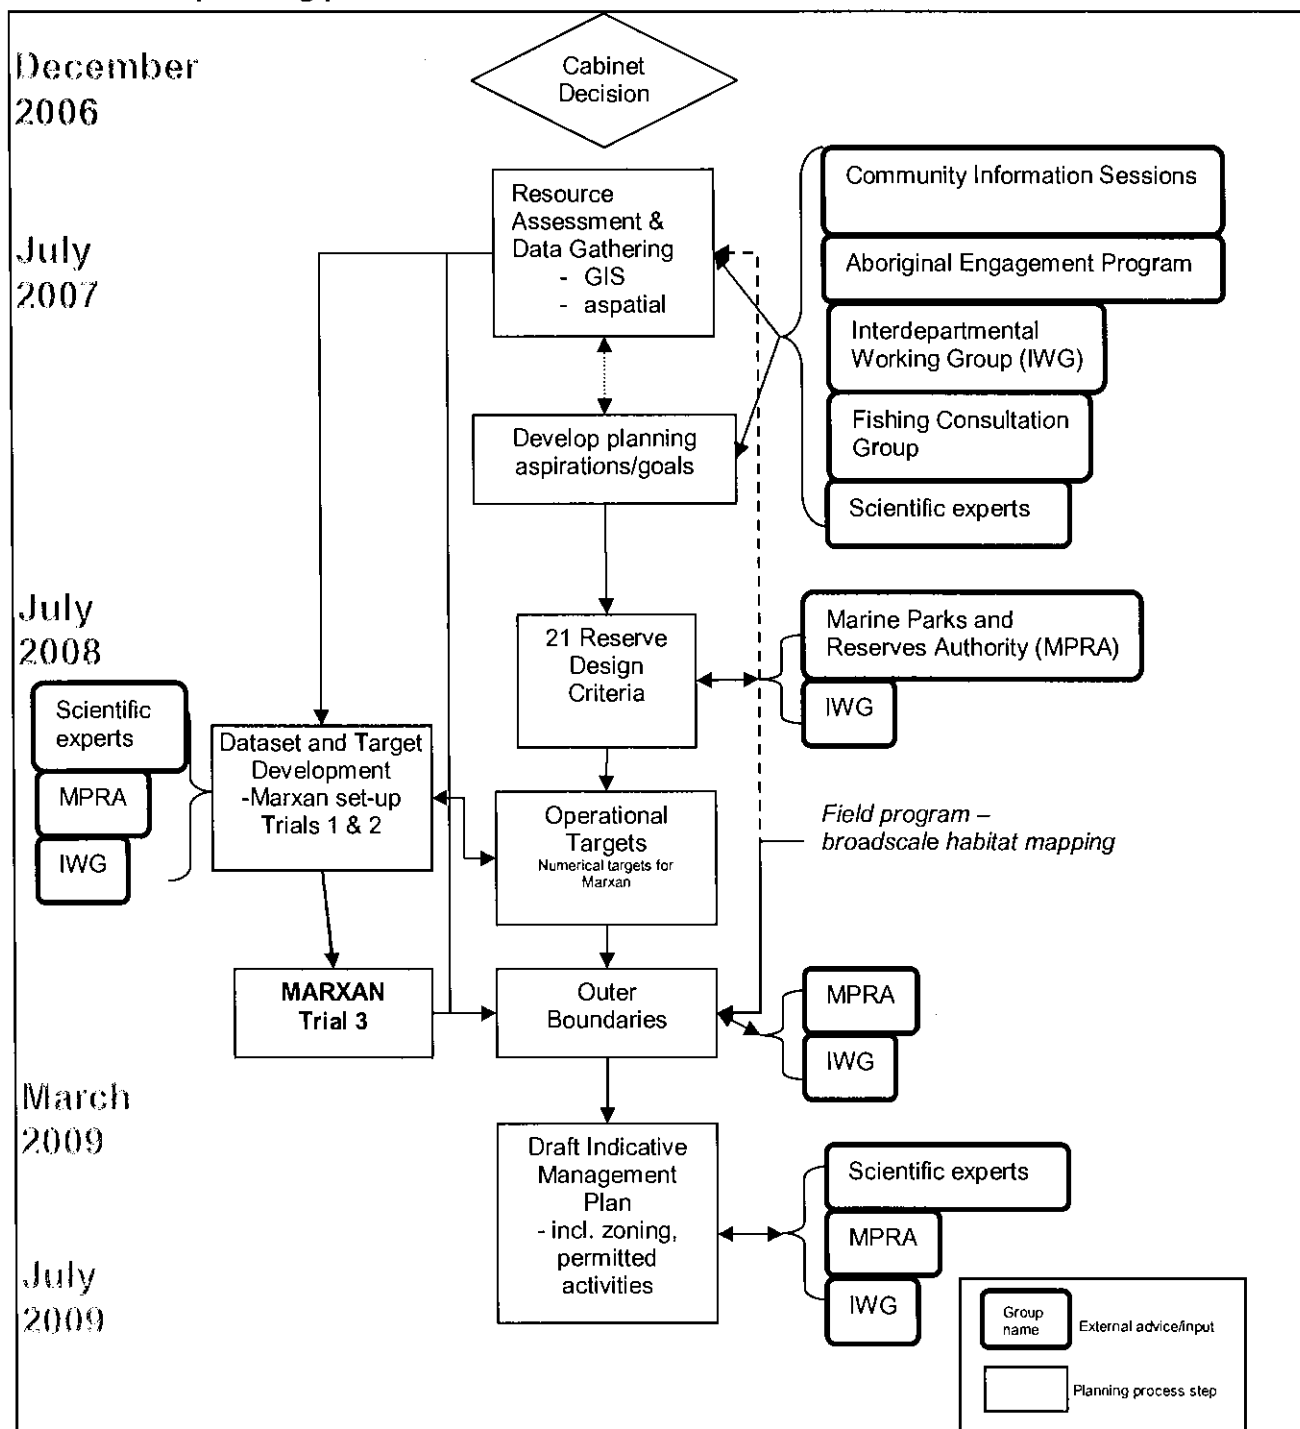 December
2006
Cabinet
Decision
Resource
Assessment &
Data Gathering
- GIS
- aspatial
Community Information Sessions
July
2007
Aboriginal Engagement Program
Interdepartmental
Working Group (IWG)
Develop planning
aspirations/goals
Fishing Consultation
Group
Scientific experts
July
2008
21 Reserve
Design
Criteria
Marine Parks and
Reserves Authority (MPRA)
IWG
Scientific
experts
MPRA
IWG
Dataset and Target
Development
-Marxan set-up
Trials 1 & 2
Operational
Targets
Numerical targets for
Marxan
Field program –
broadscale habitat mapping
MARXAN
Trial 3
Outer
Boundaries
MPRA
IWG
March
2009
Draft Indicative
Management
Plan
- incl. zoning,
permitted
activities
Scientific experts
MPRA
IWG
July
2009
Group
name
External advice/input
Planning process step